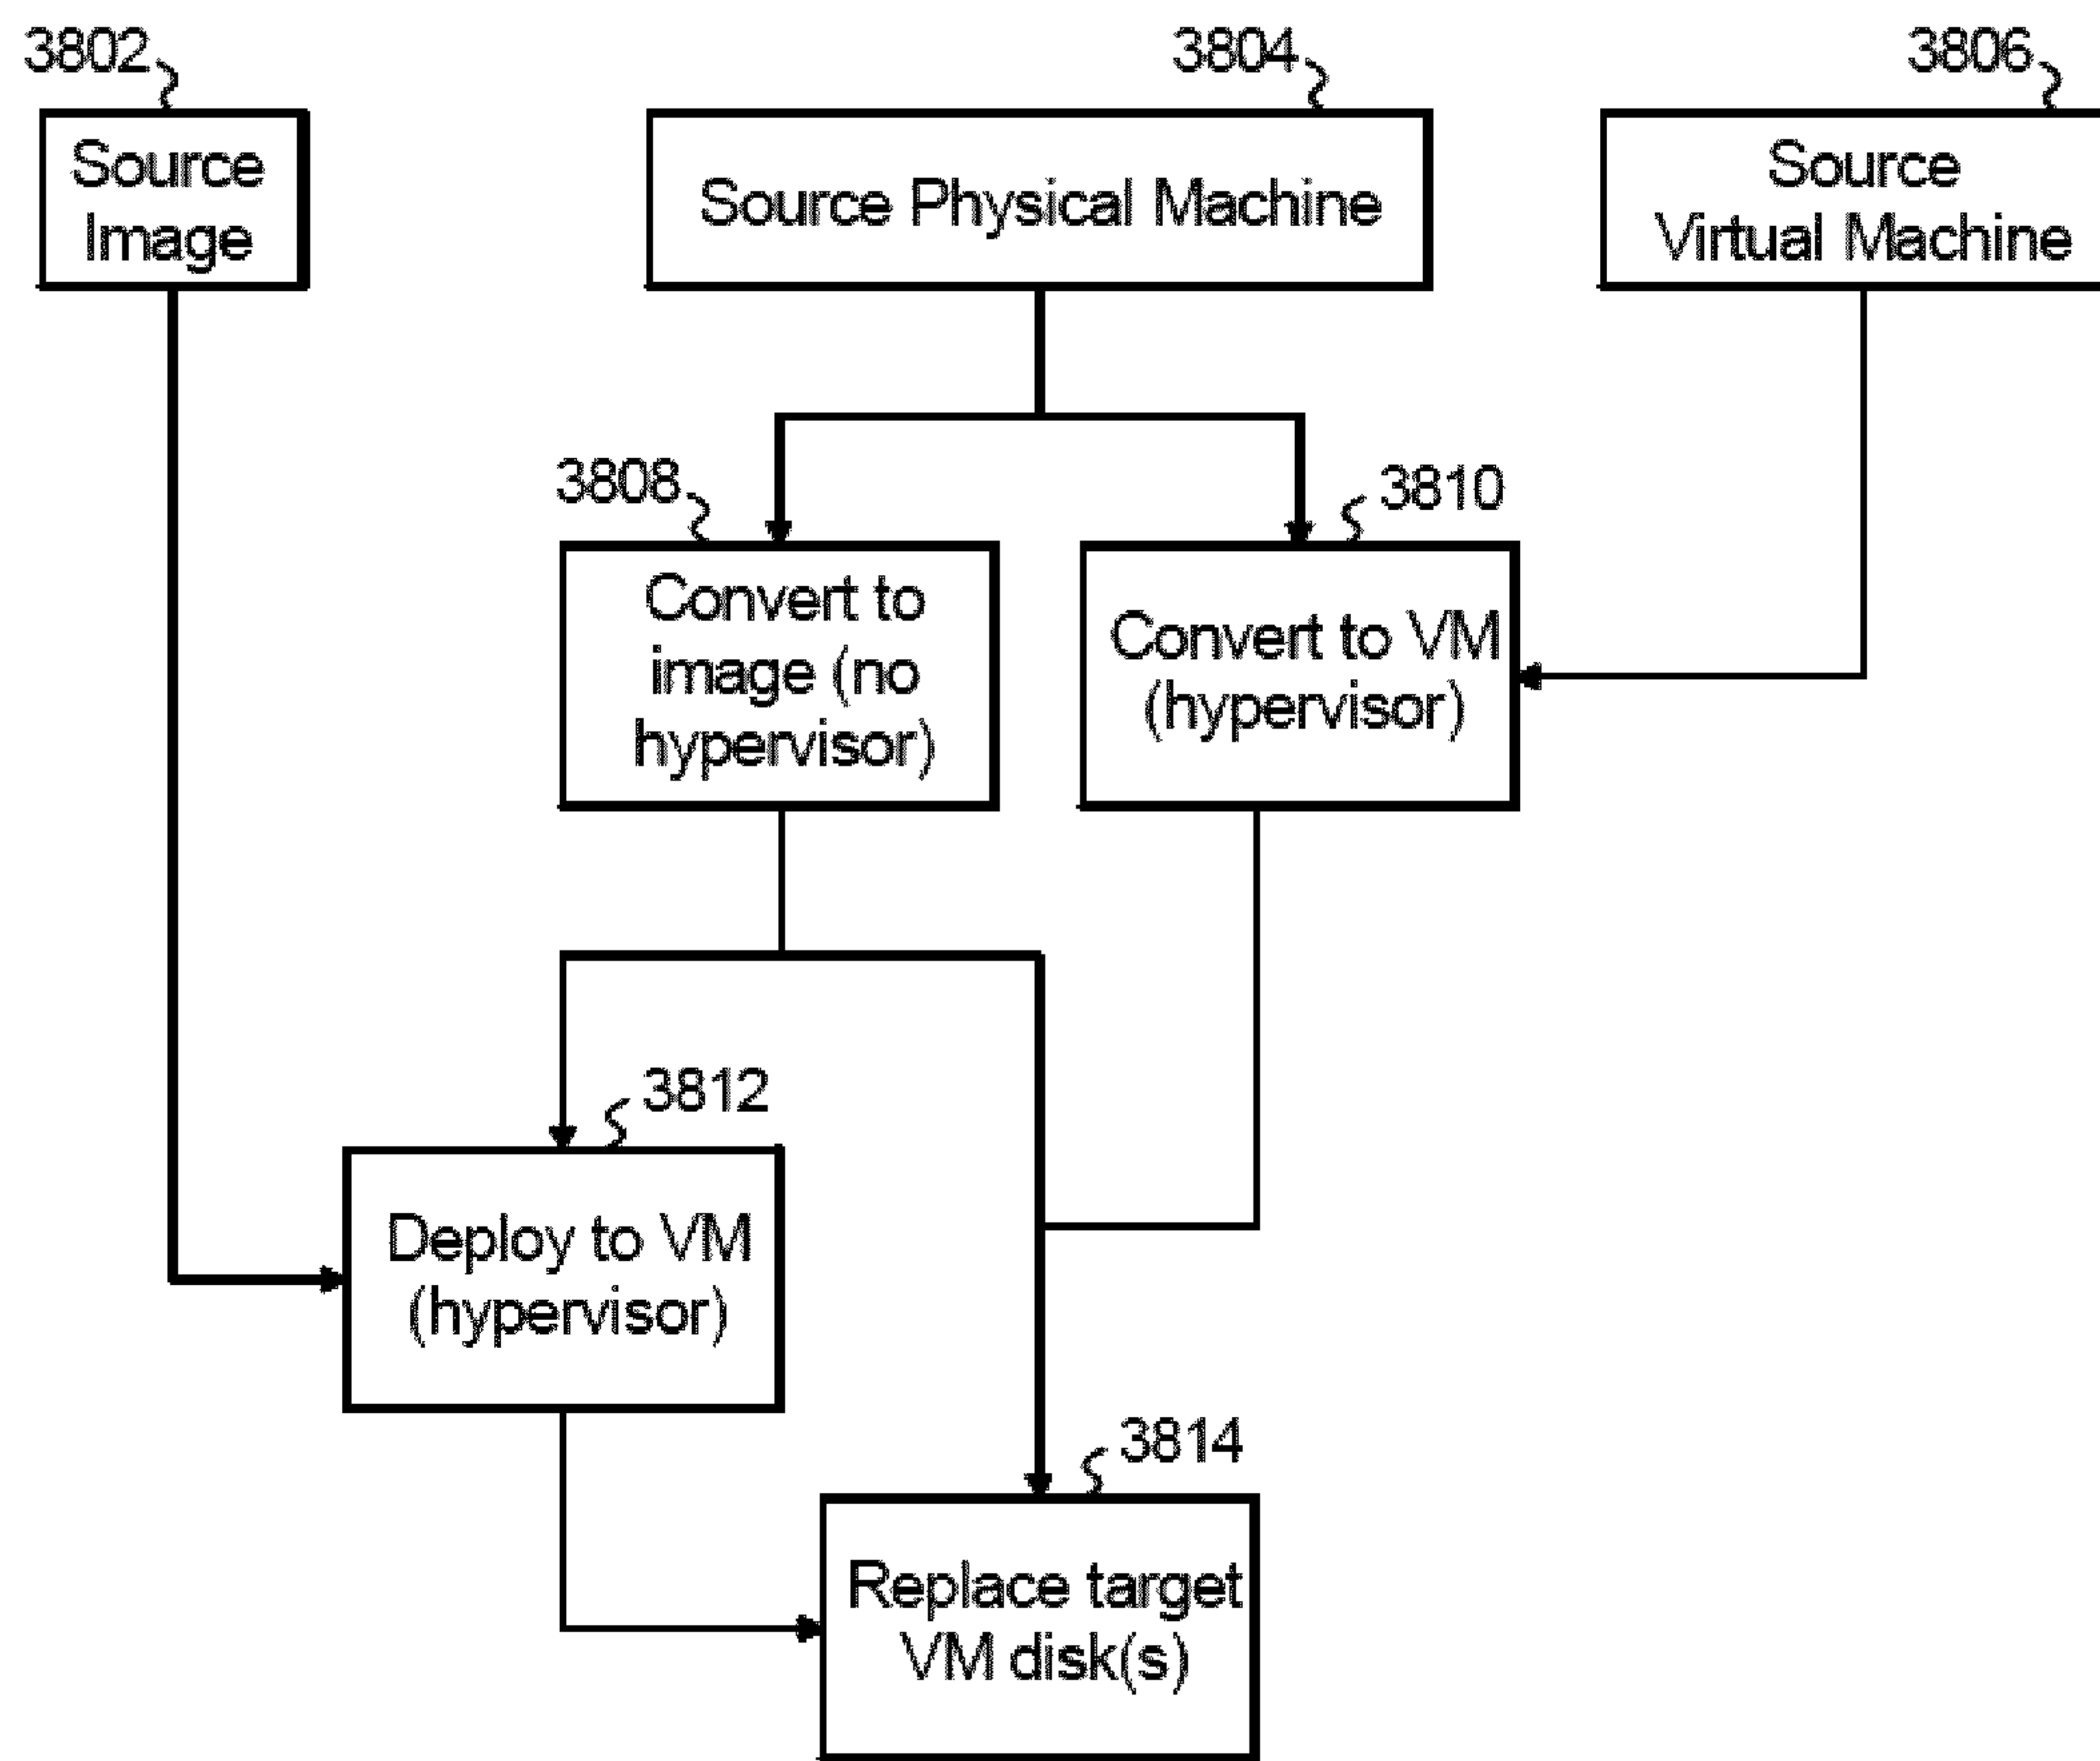 3802
3804
3806
Source
Image
Source Physical Machine
Source
Virtual Machine
3808
3810
Convert to
image (no
hypervisor)
Convert to VM
(hypervisor)
3812
Deploy to VM
(hypervisor)
3814
Replace target
VM disk(s)